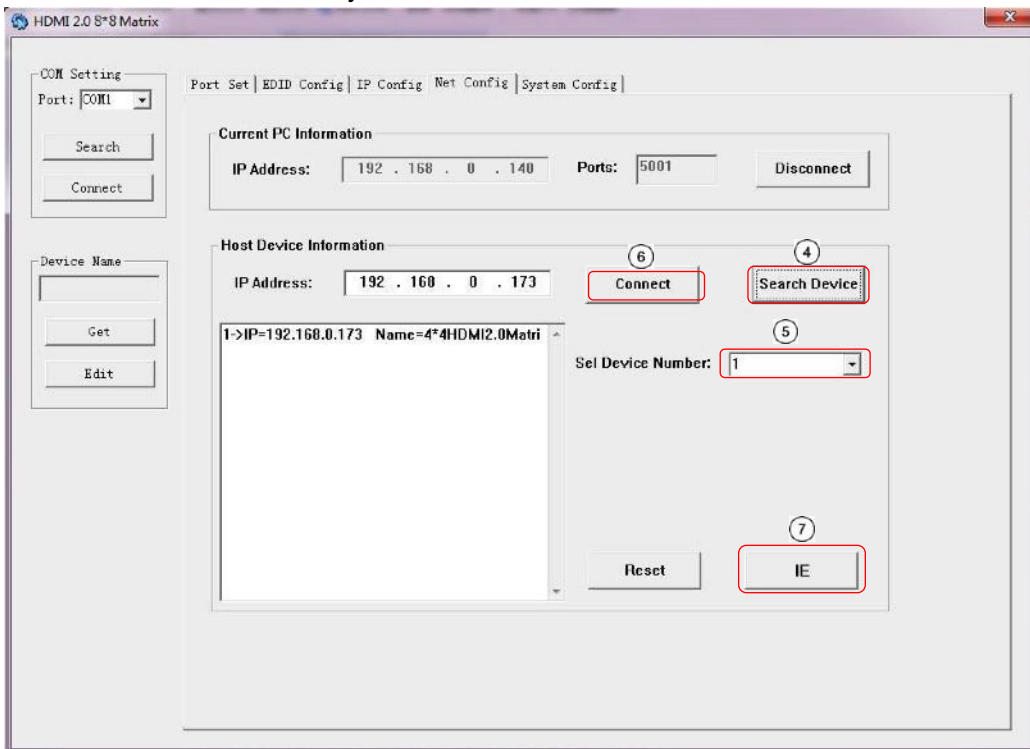 HDMI 2.0 8*8 Matrix
COM Setting
Port: COM1
Search
Connect
Device Name
Get
Edit
Port Set EDID Config IP Config Net Config System Config
Current PC Information
IP Address: 192 . 168 . 0 . 140 Ports: 5001 Disconnect
Host Device Information
6 4
IP Address: 192 . 168 . 0 . 173 Connect Search Device
1->IP=192.168.0.173 Name=4*4HDMI2.0Matri
5
Sel Device Number: 1
7
Reset IE